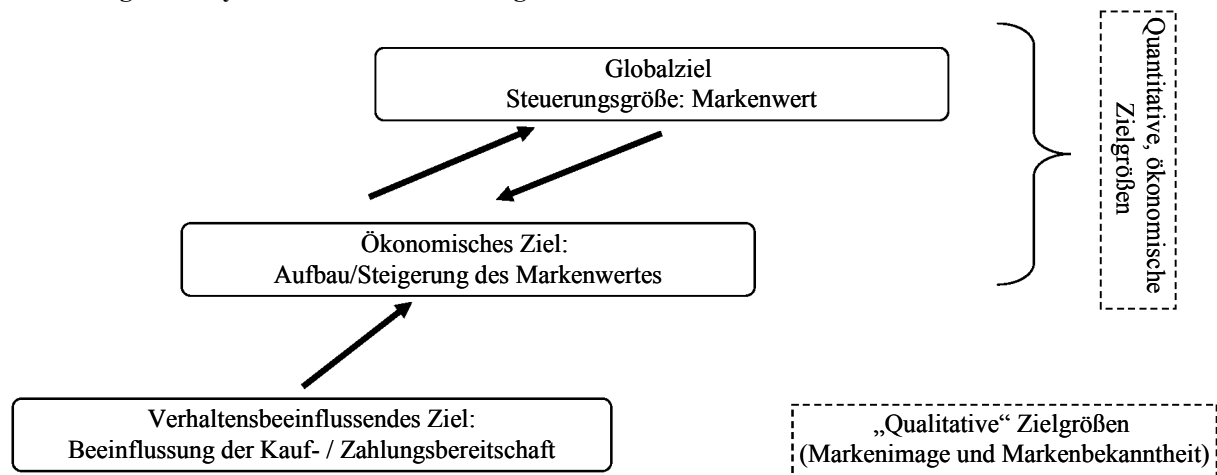 Globalziel
Steuerungsgröße: Markenwert
Quantitative, ökonomische
Zielgrößen
Ökonomisches Ziel:
Aufbau/Steigerung des Markenwertes
Verhaltensbeeinflussendes Ziel:
Beeinflussung der Kauf- / Zahlungsbereitschaft
„Qualitative“ Zielgrößen
(Markenimage und Markenbekanntheit)